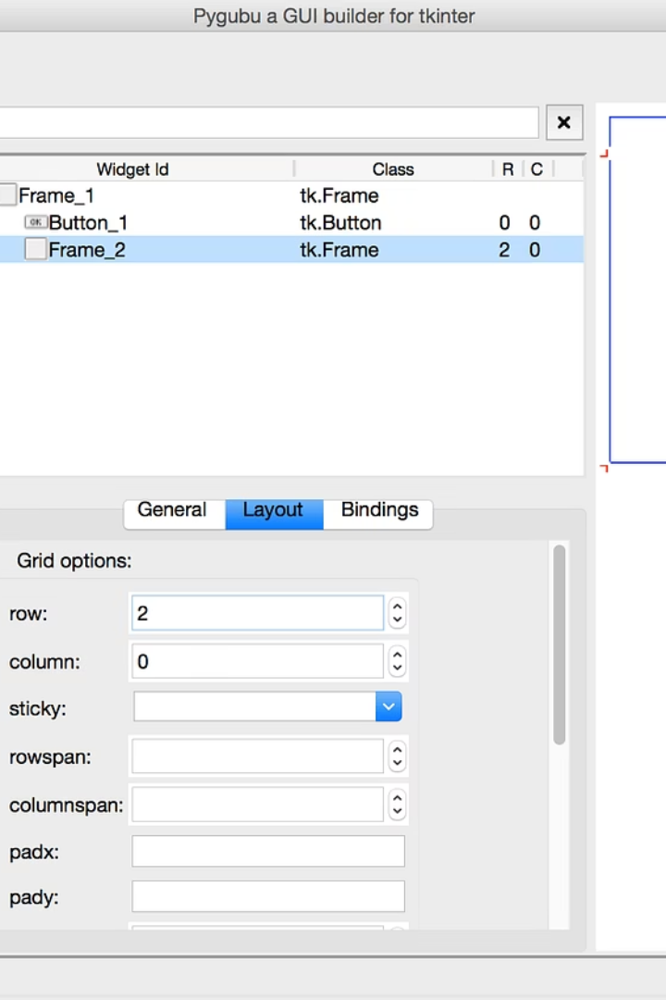 Pygubu a GUI builder for tkinter
Widget Id Class R C
Frame_1 tk.Frame
OK Button_1 tk.Button 0 0
Frame_2 tk.Frame 2 0
General Layout Bindings
Grid options:
row: 2
column: 0
sticky:
rowspan:
columnspan:
padx:
pady: